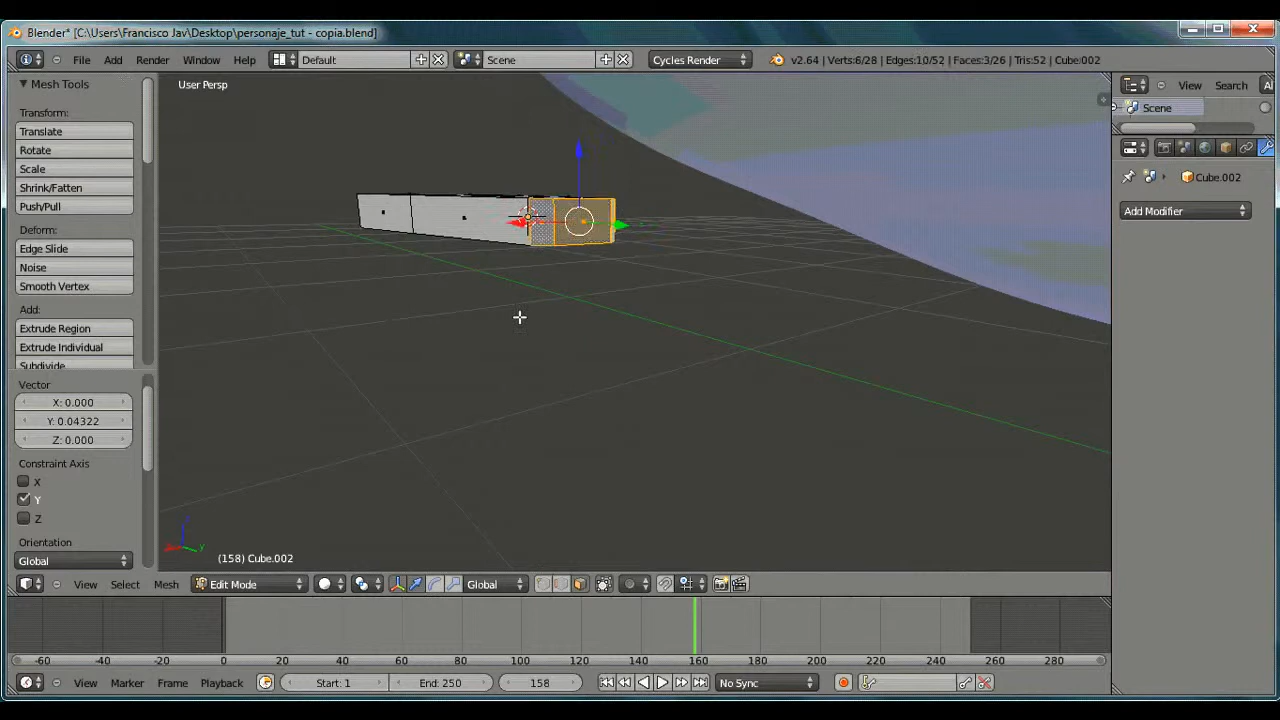 Blender* [C:\Users\Francisco Jav\Desktop\personaje_tut - copia.blend]
File Add Render Window Help Default Scene Cycles Render v2.64 | Verts:6/28 | Edges:10/52 | Faces:3/26 | Tris:52 | Cube:002
Mesh Tools
User Persp
View Search Al
Scene
Transform:
Translate
Rotate
Scale
Shrink/Fatten
Push/Pull
Cube.002
Add Modifier
Deform:
Edge Slide
Noise
Smooth Vertex
Add:
Extrude Region
Extrude Individual
Subdivide
Vector
X: 0.000
Y: 0.04322
Z: 0.000
Constraint Axis
X
Y
Z
Orientation
Global
(158) Cube.002
View Select Mesh Edit Mode Global
-60 -40 -20 0 20 40 60 80 100 120 140 160 180 200 220 240 260 280
View Marker Frame Playback Start: 1 End: 250 158 No Sync